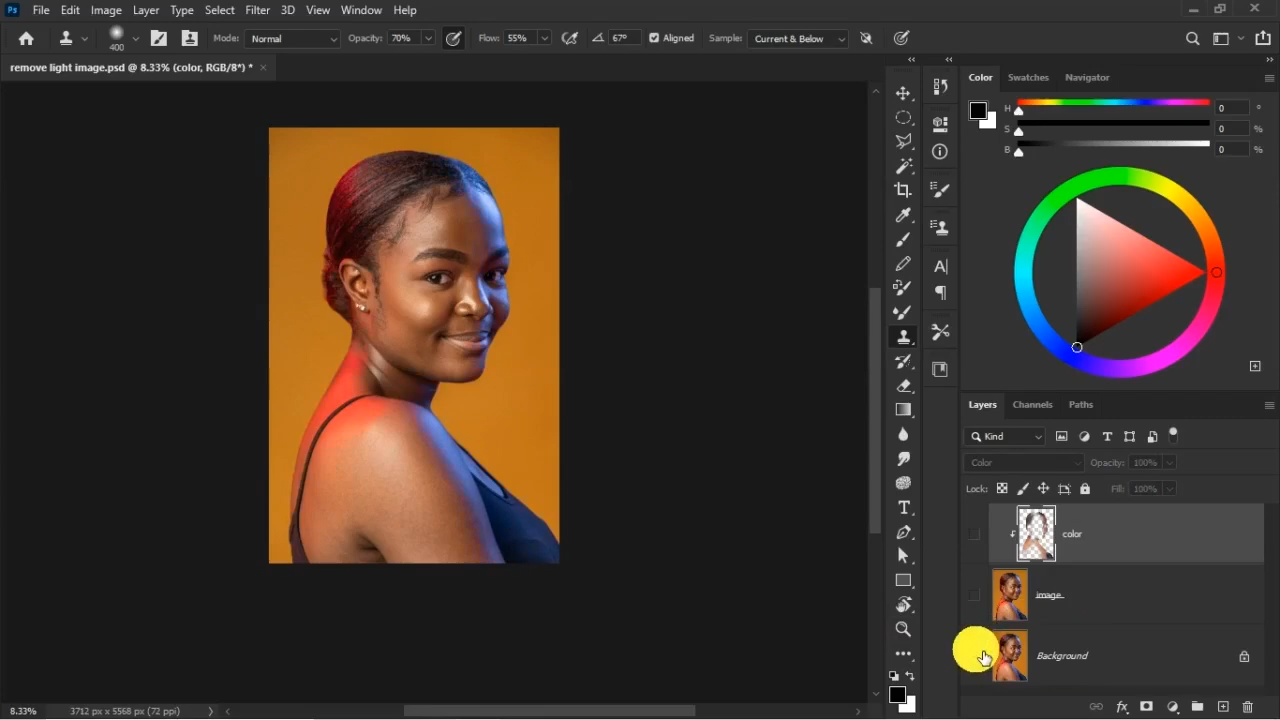 Ps File Edit Image Layer Type Select Filter 3D View Window Help
400 Mode: Normal Opacity: 70% Flow: 55% 67° Aligned Sample: Current & Below
remove light image.psd @ 8.33% (color, RGB/8*) * ×
Color Swatches Navigator
H 0 °
S 0 %
B 0 %
Layers Channels Paths
Kind
Color Opacity: 100%
Lock: Fill: 100%
color
image
Background
8.33% 3712 px x 5568 px (72 ppi)